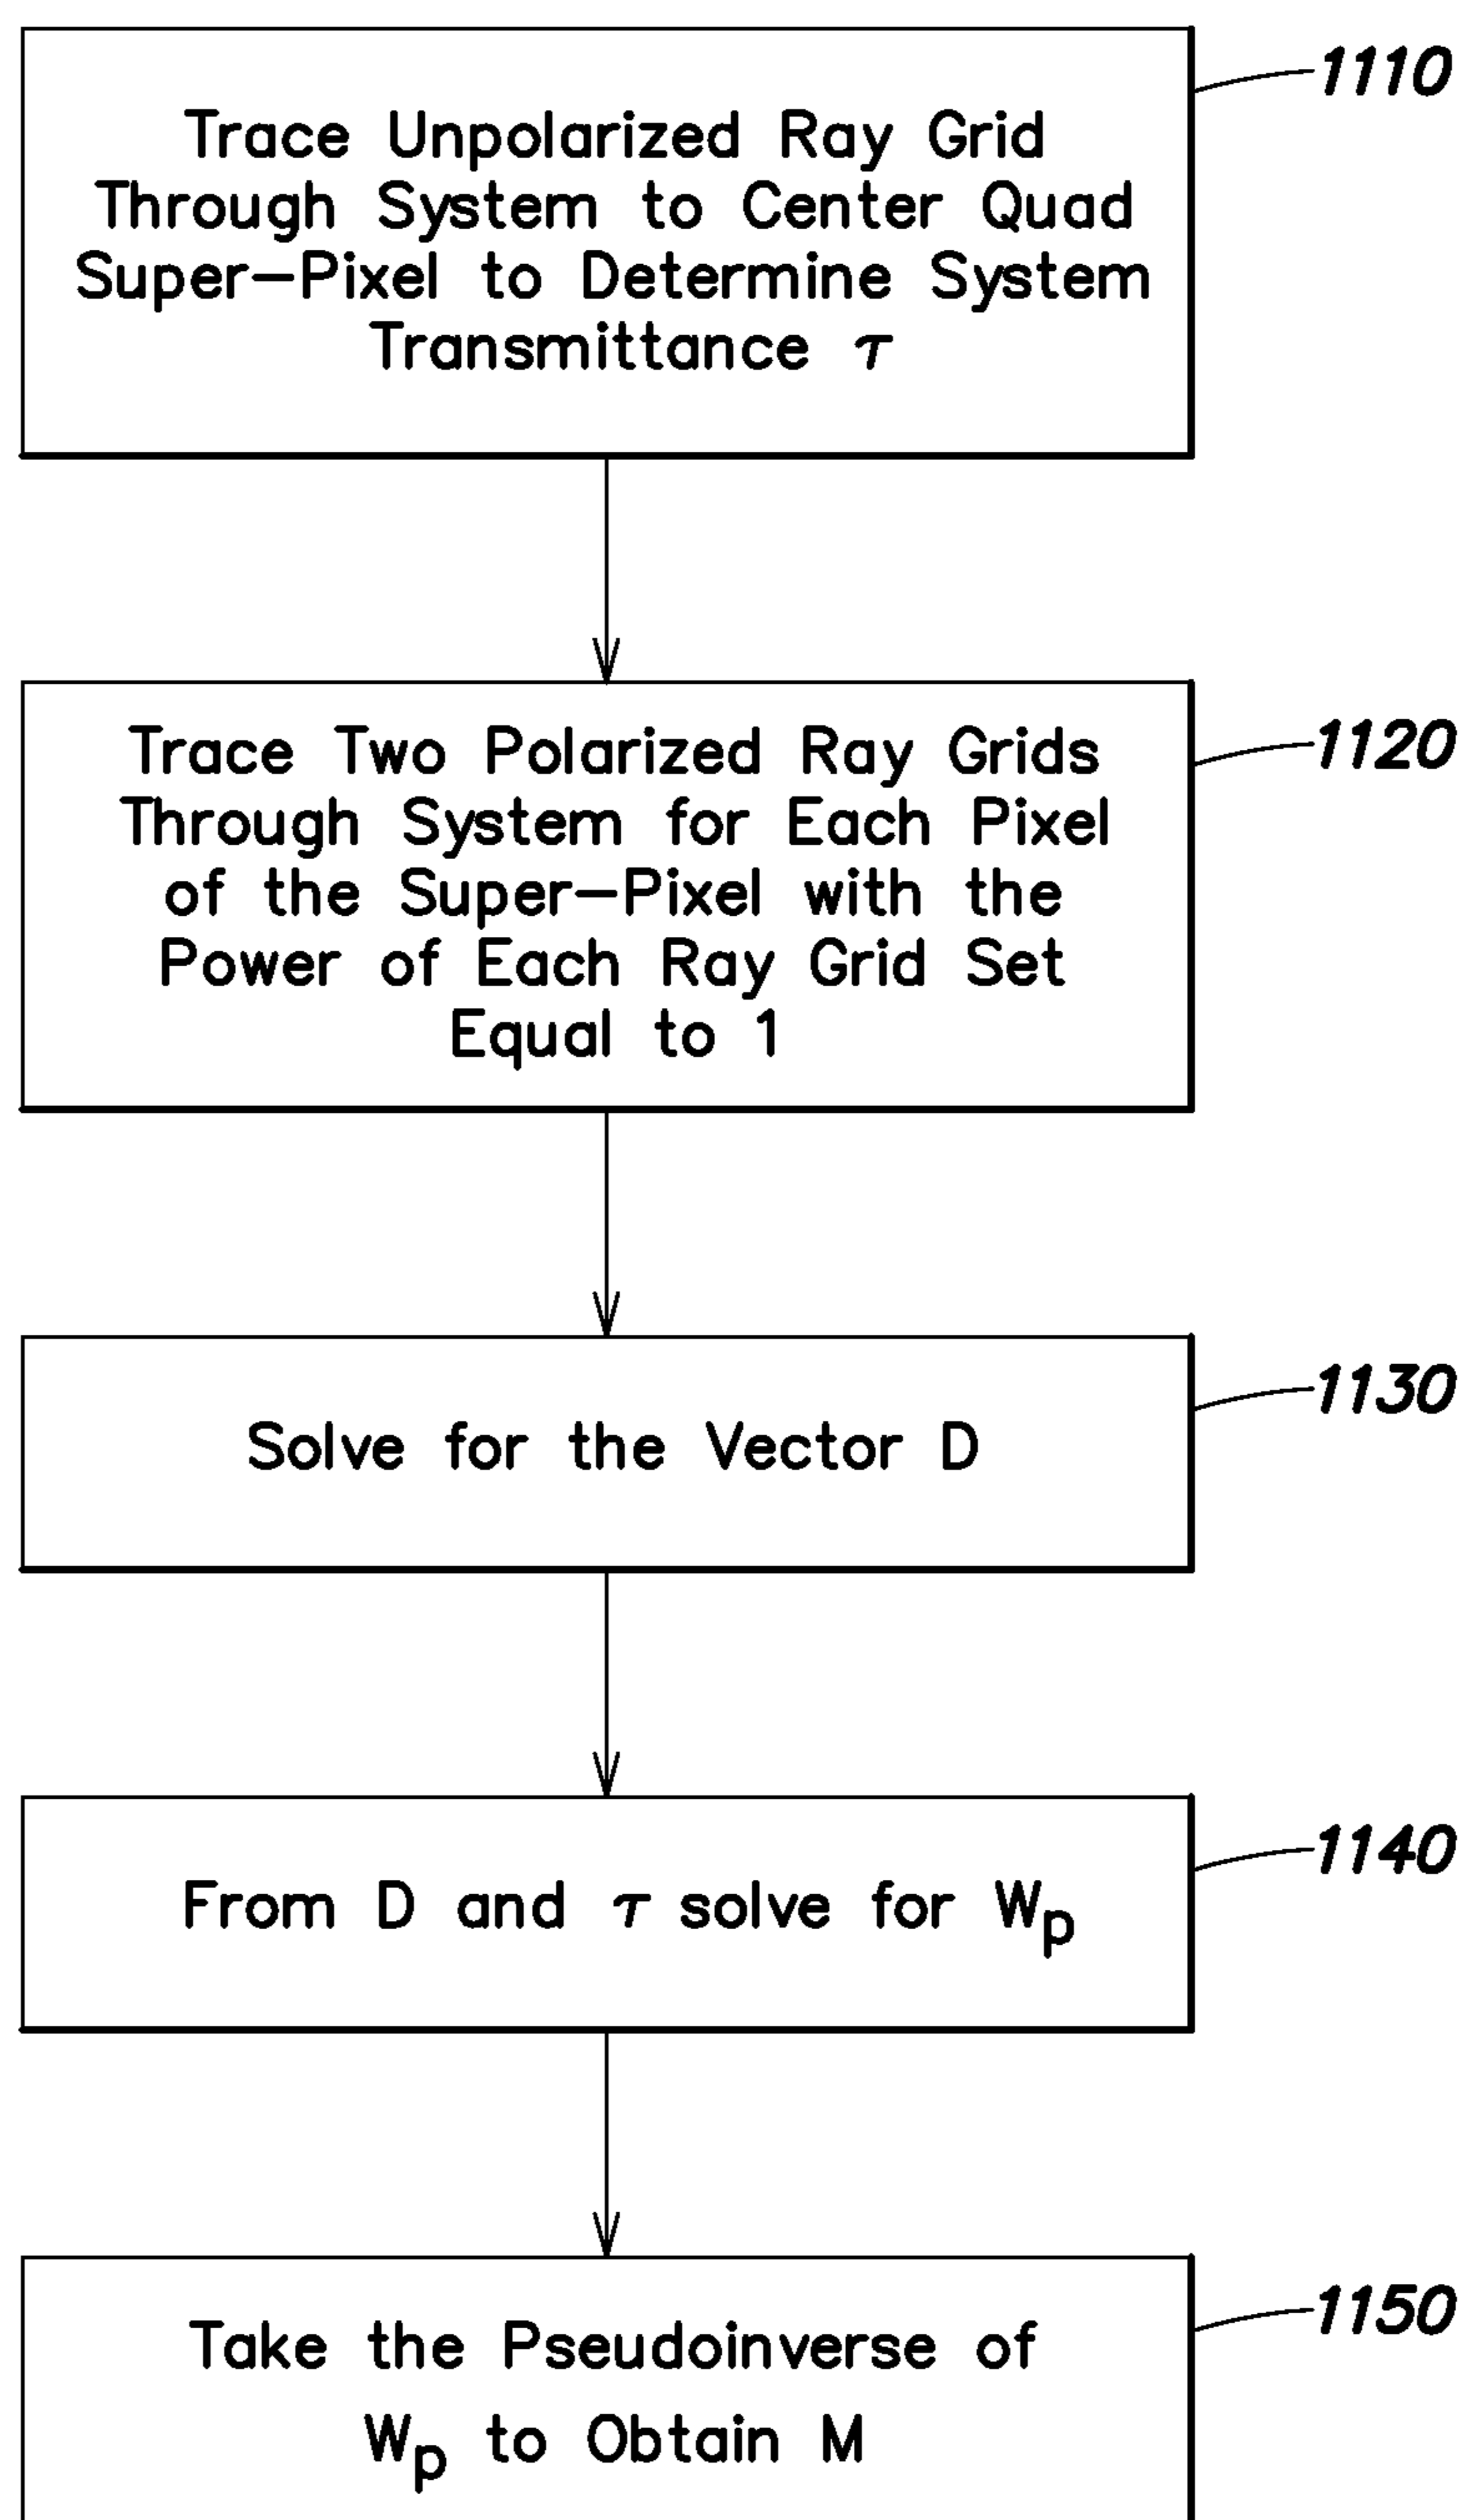 1110
Trace Unpolarized Ray Grid
Through System to Center Quad
Super-Pixel to Determine System
Transmittance τ
1120
Trace Two Polarized Ray Grids
Through System for Each Pixel
of the Super-Pixel with the
Power of Each Ray Grid Set
Equal to 1
1130
Solve for the Vector D
1140
From D and τ solve for Wp
1150
Take the Pseudoinverse of
Wp to Obtain M